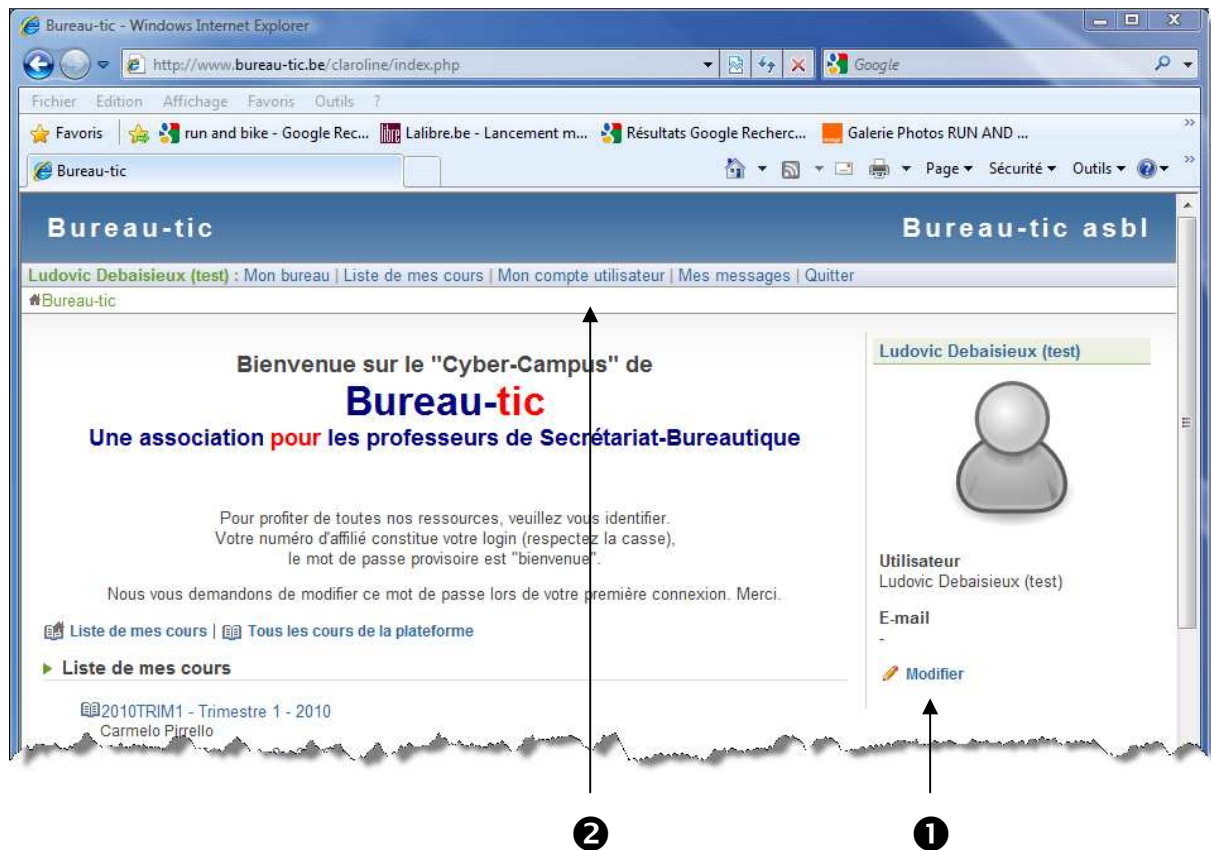 Bureau-tic - Windows Internet Explorer
http://www.bureau-tic.be/claroline/index.php
Google
Fichier Edition Affichage Favoris Outils ?
Favoris run and bike - Google Rec... libre Lalibre.be - Lancement m... Résultats Google Recherc... Galerie Photos RUN AND ...
Bureau-tic Page Sécurité Outils
Bureau-tic Bureau-tic asbl
Ludovic Debaisieux (test) : Mon bureau | Liste de mes cours | Mon compte utilisateur | Mes messages | Quitter
Bureau-tic
Bienvenue sur le "Cyber-Campus" de
Bureau-tic
Une association pour les professeurs de Secrétariat-Bureautique
Pour profiter de toutes nos ressources, veuillez vous identifier.
Votre numéro d'affilié constitue votre login (respectez la casse),
le mot de passe provisoire est "bienvenue".
Nous vous demandons de modifier ce mot de passe lors de votre première connexion. Merci.
Liste de mes cours | Tous les cours de la plateforme
Liste de mes cours
2010TRIM1 - Trimestre 1 - 2010
Carmelo Pirrello
Ludovic Debaisieux (test)
Utilisateur
Ludovic Debaisieux (test)
E-mail
-
Modifier
❷ ❶